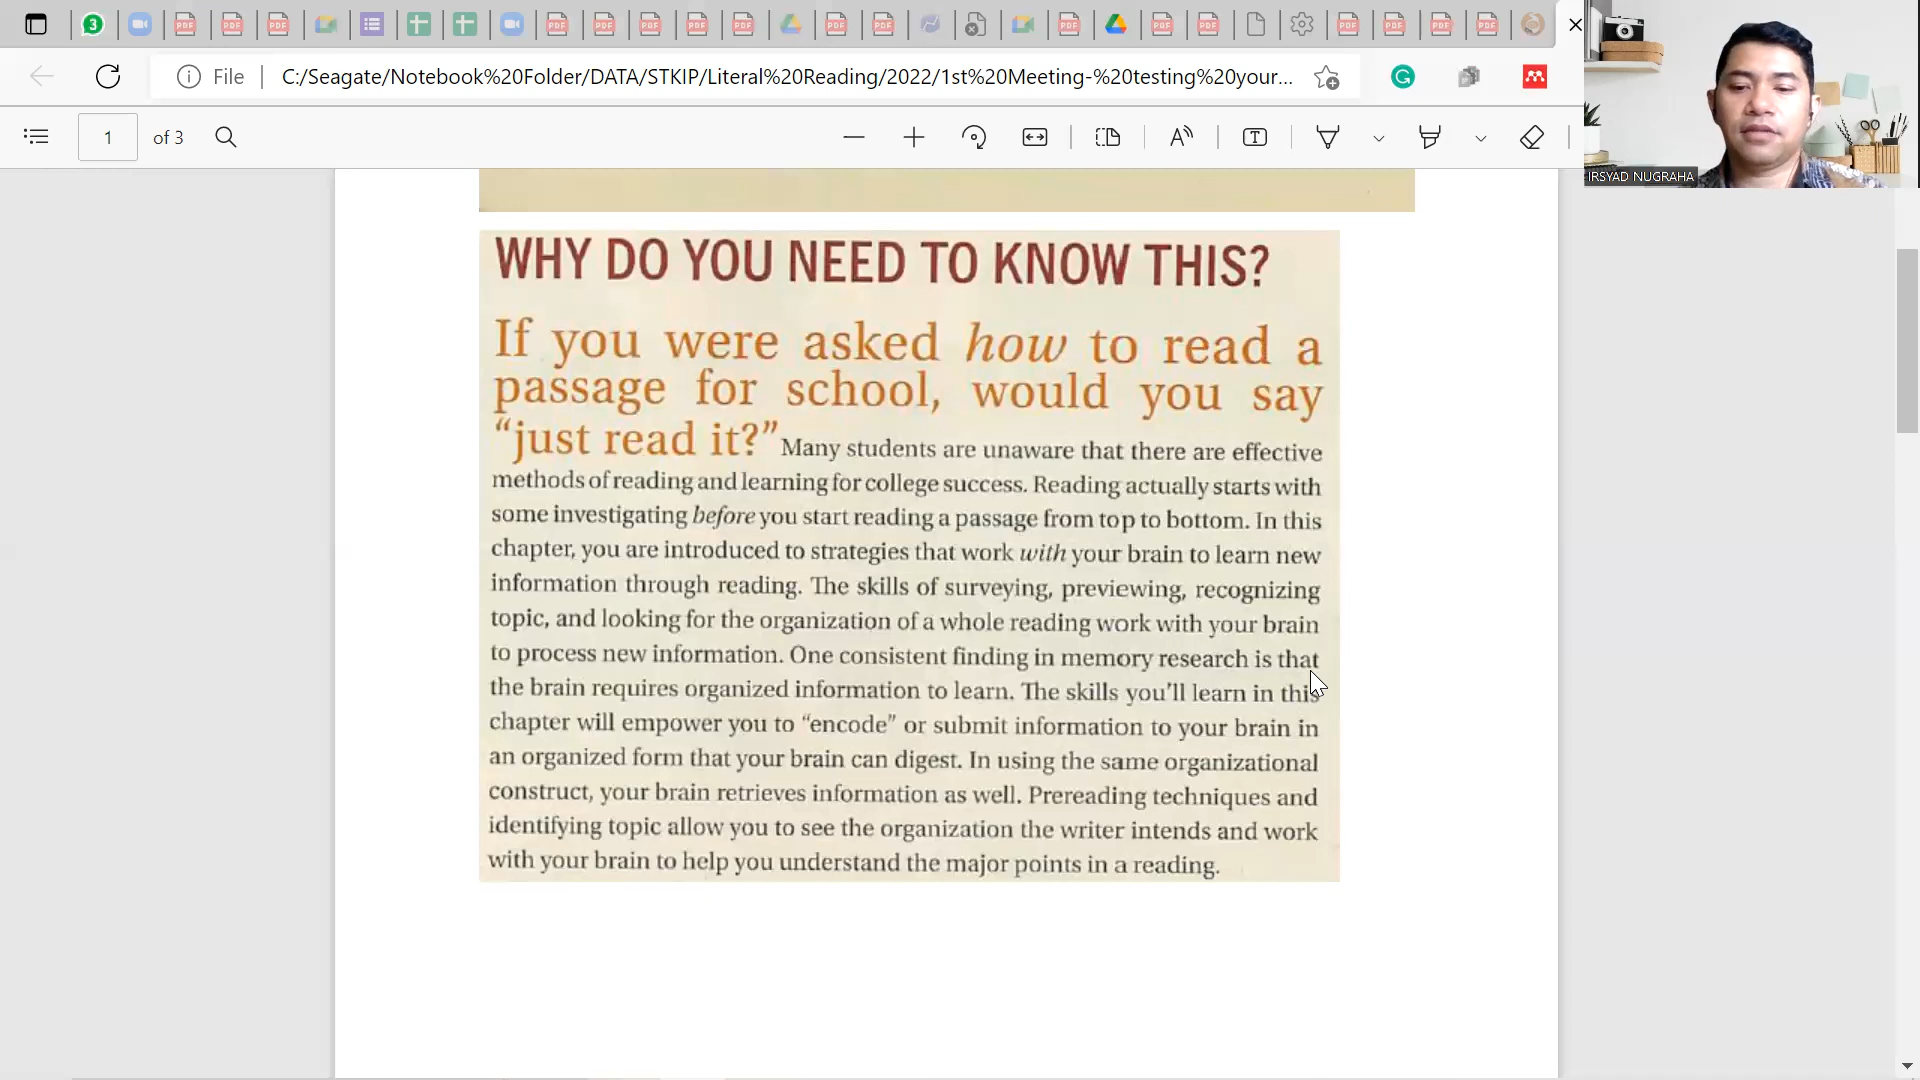 3
File
C:/Seagate/Notebook%20Folder/DATA/STKIP/Literal%20Reading/2022/1st%20Meeting-%20testing%20your...
1 of 3
IRSYAD NUGRAHA
WHY DO YOU NEED TO KNOW THIS?
If you were asked how to read a
passage for school, would you say
“just read it?” Many students are unaware that there are effective
methods of reading and learning for college success. Reading actually starts with
some investigating before you start reading a passage from top to bottom. In this
chapter, you are introduced to strategies that work with your brain to learn new
information through reading. The skills of surveying, previewing, recognizing
topic, and looking for the organization of a whole reading work with your brain
to process new information. One consistent finding in memory research is that
the brain requires organized information to learn. The skills you’ll learn in this
chapter will empower you to “encode” or submit information to your brain in
an organized form that your brain can digest. In using the same organizational
construct, your brain retrieves information as well. Prereading techniques and
identifying topic allow you to see the organization the writer intends and work
with your brain to help you understand the major points in a reading.